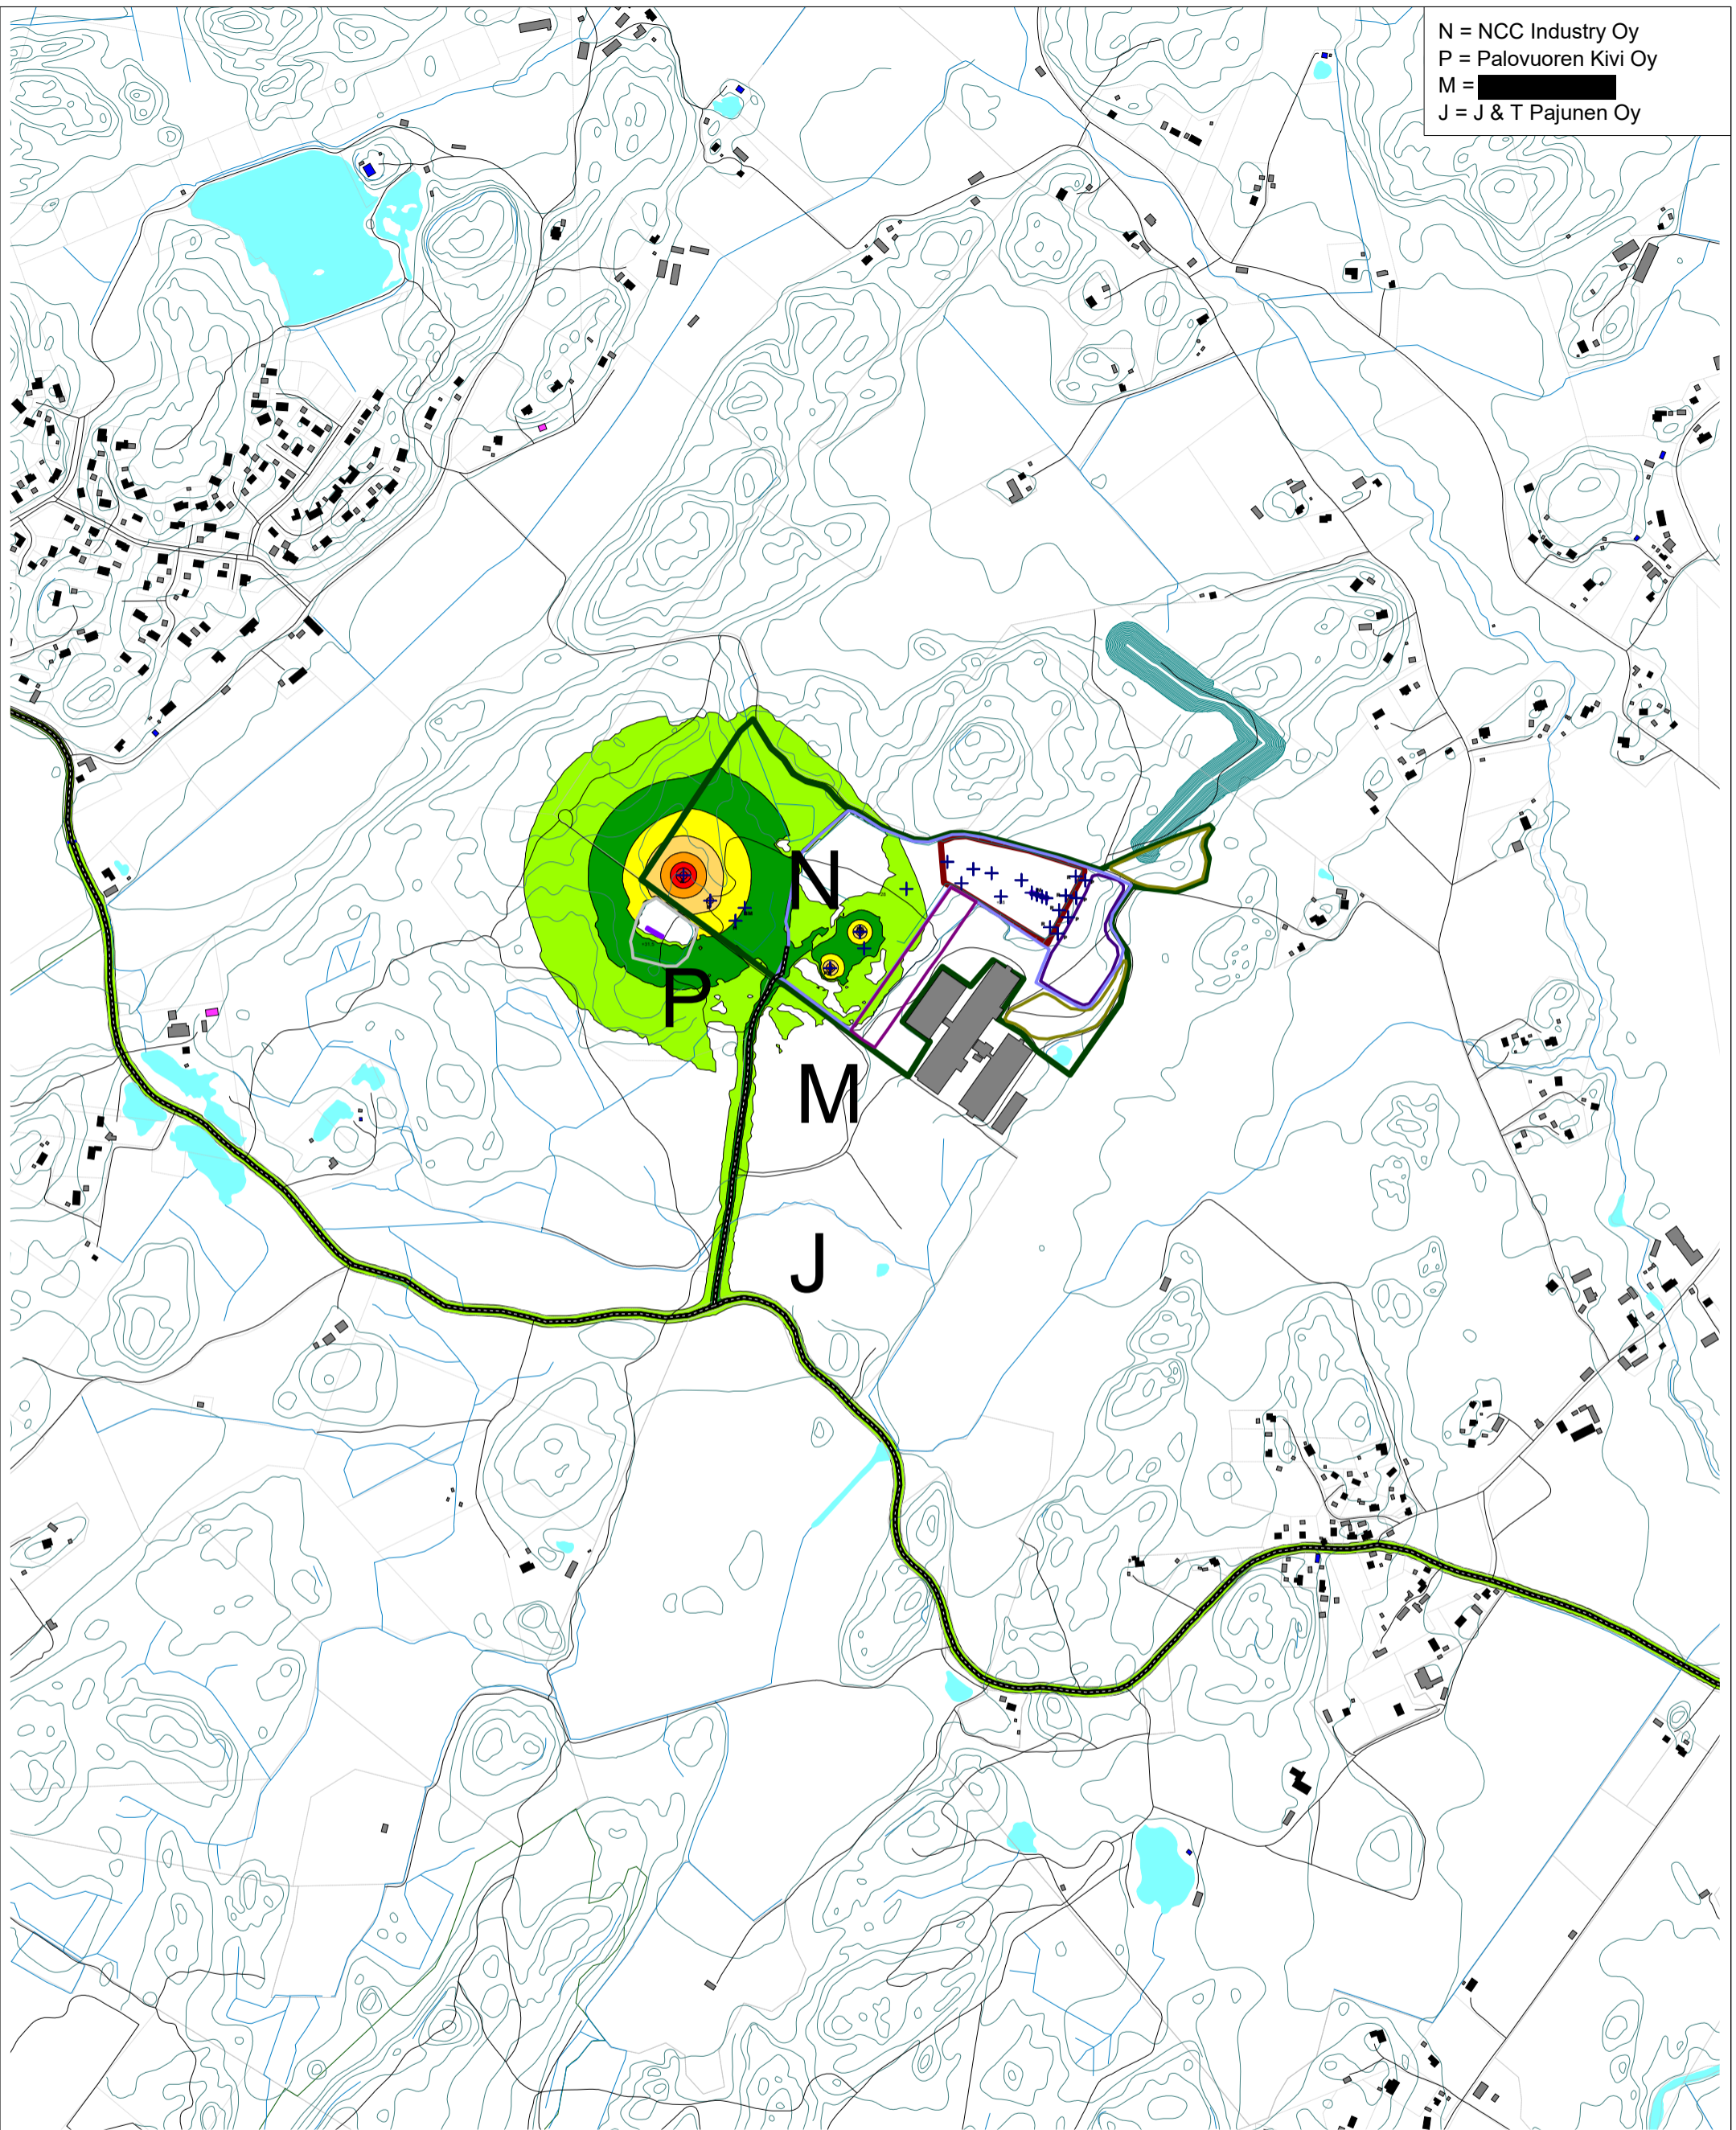 N = NCC Industry Oy
P = Palovuoren Kivi Oy
M =
J = J & T Pajunen Oy
N
P
M
J